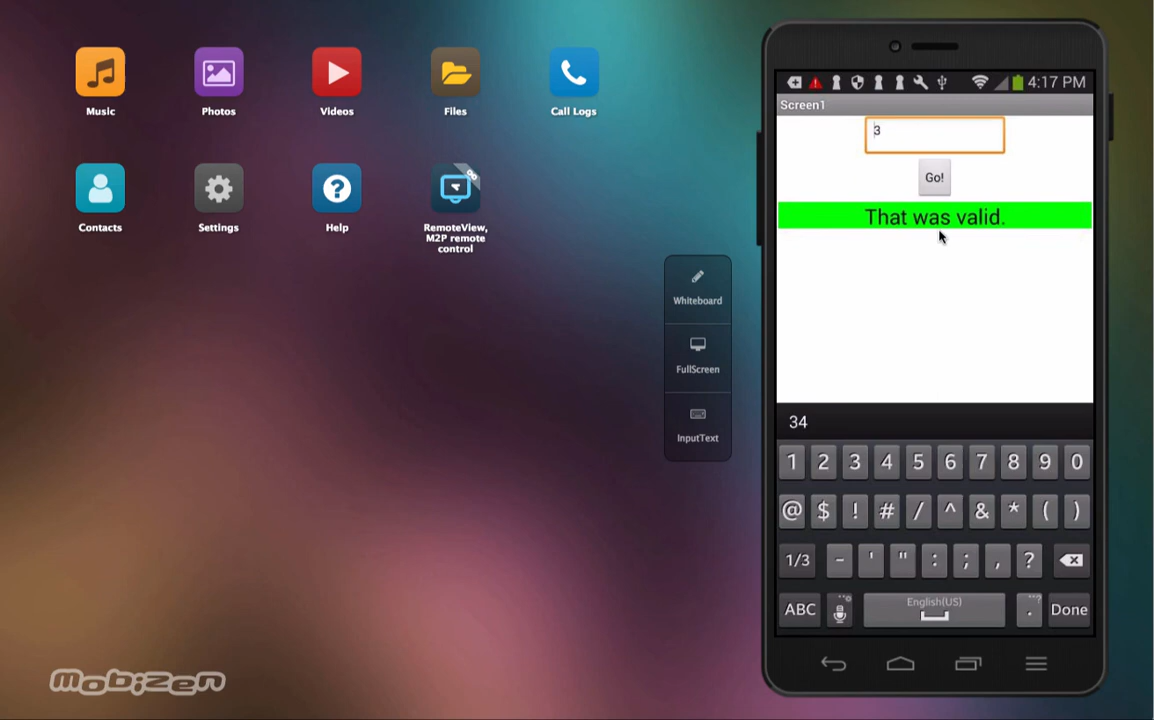 Music
Photos
Videos
Files
Call Logs
Contacts
Settings
Help
RemoteView,
M2P remote
control
Whiteboard
FullScreen
InputText
mobizen
4:17 PM
Screen1
3
Go!
That was valid.
34
1 2 3 4 5 6 7 8 9 0
@ $ ! # / ^ & * ( )
1/3 - ' " : ; , ?
ABC English(US) . Done